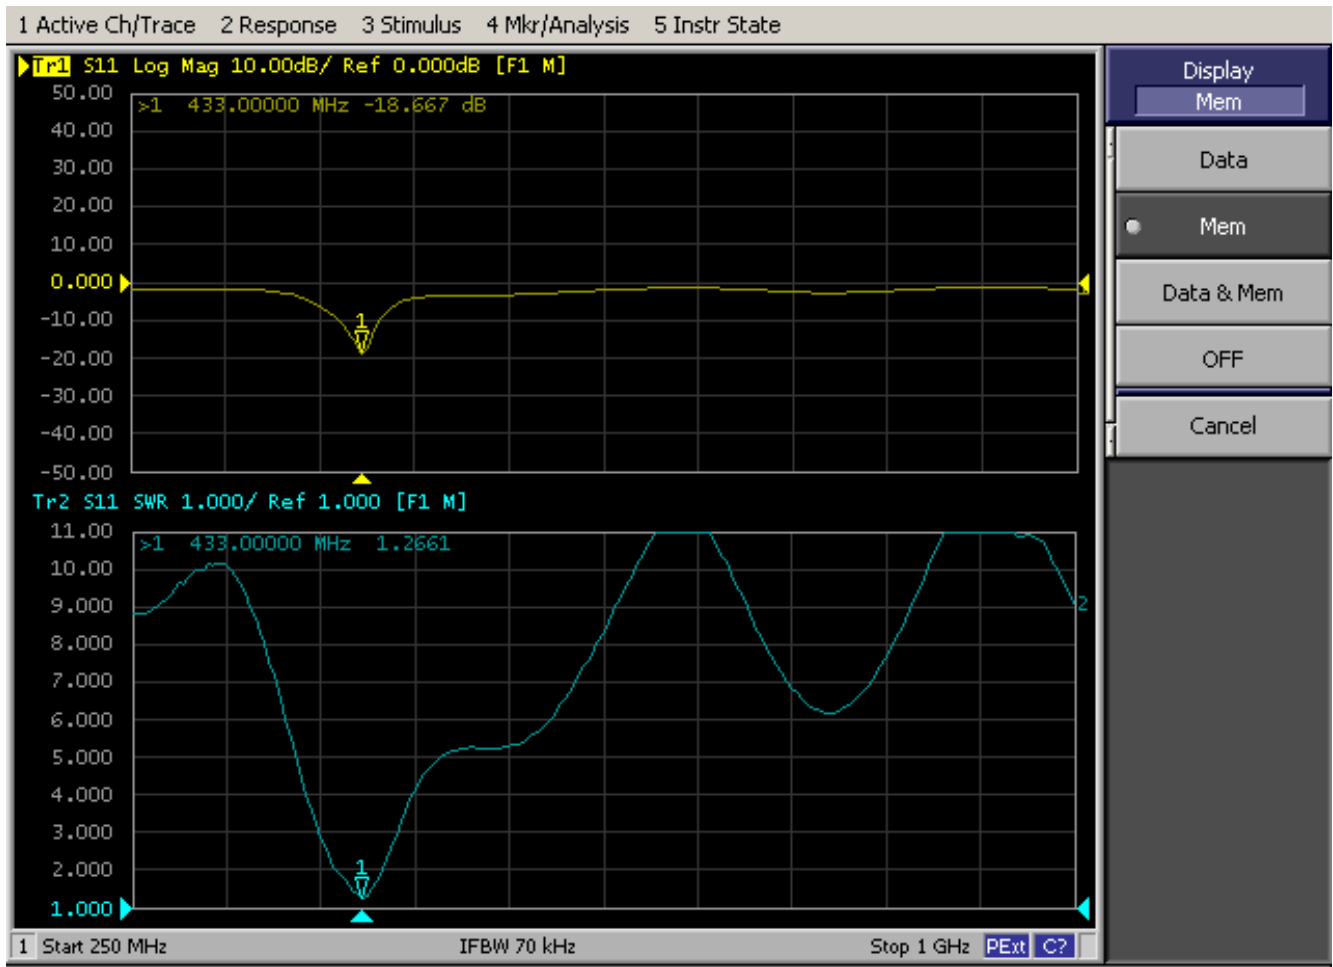 1 Active Ch/Trace 2 Response 3 Stimulus 4 Mkr/Analysis 5 Instr State
Tr1 S11 Log Mag 10.00dB/ Ref 0.000dB [F1 M]
50.00
>1 433.00000 MHz -18.667 dB
40.00
30.00
20.00
10.00
0.000
-10.00
1
-20.00
-30.00
-40.00
-50.00
Tr2 S11 SWR 1.000/ Ref 1.000 [F1 M]
11.00
>1 433.00000 MHz 1.2661
10.00
9.000
2
8.000
7.000
6.000
5.000
4.000
3.000
2.000
1
1.000
1 Start 250 MHz IFBW 70 kHz Stop 1 GHz PExt C?
Display
Mem
Data
Mem
Data & Mem
OFF
Cancel